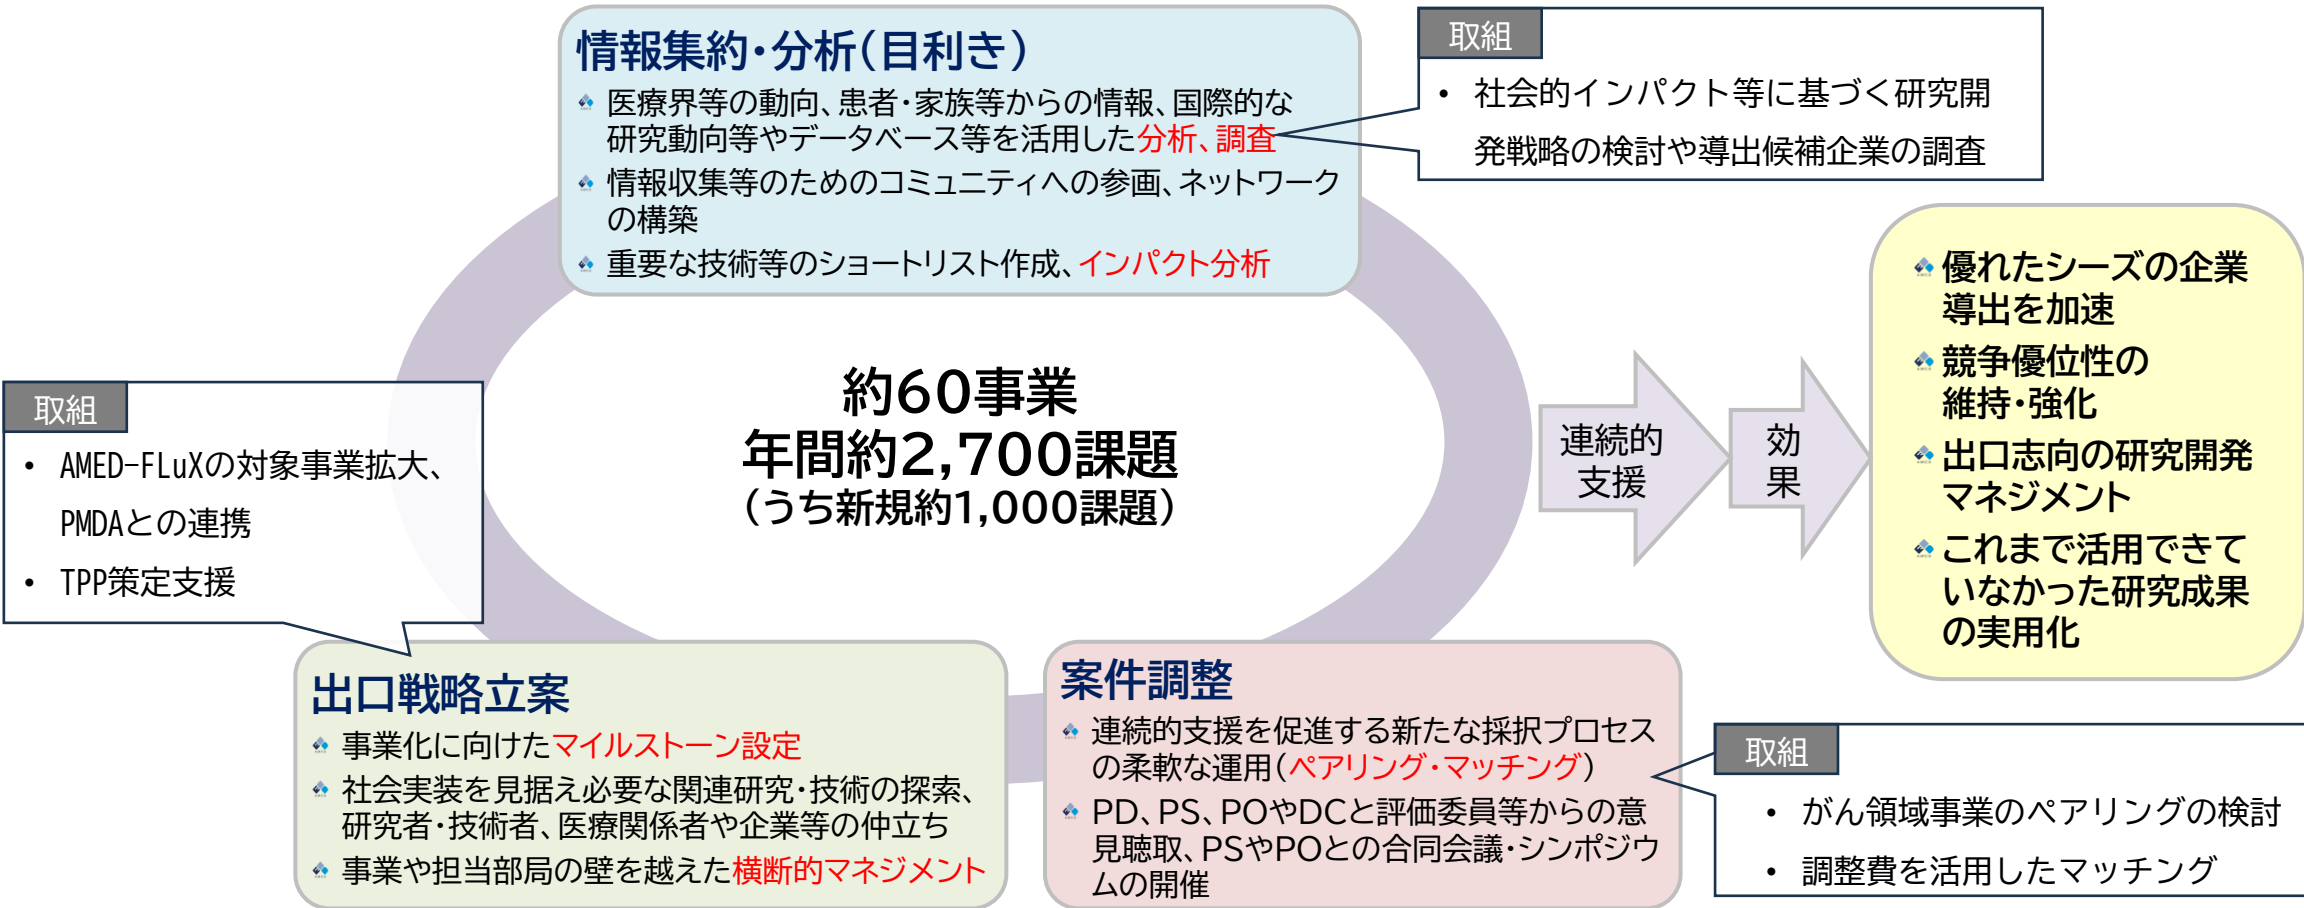 情報集約・分析(目利き)
医療界等の動向、患者・家族等からの情報、国際的な
研究動向等やデータベース等を活用した分析、調査
情報収集等のためのコミュニティへの参画、ネットワーク
の構築
重要な技術等のショートリスト作成、インパクト分析
取組
• 社会的インパクト等に基づく研究開
発戦略の検討や導出候補企業の調査
約60事業
年間約2,700課題
(うち新規約1,000課題)
取組
• AMED-FLuXの対象事業拡大、
PMDAとの連携
• TPP策定支援
連続的
支援
効
果
優れたシーズの企業
導出を加速
競争優位性の
維持・強化
出口志向の研究開発
マネジメント
これまで活用できて
いなかった研究成果
の実用化
出口戦略立案
事業化に向けたマイルストーン設定
社会実装を見据え必要な関連研究・技術の探索、
研究者・技術者、医療関係者や企業等の仲立ち
事業や担当部局の壁を越えた横断的マネジメント
案件調整
連続的支援を促進する新たな採択プロセス
の柔軟な運用(ペアリング・マッチング)
PD、PS、POやDCと評価委員等からの意
見聴取、PSやPOとの合同会議・シンポジウ
ムの開催
取組
• がん領域事業のペアリングの検討
• 調整費を活用したマッチング